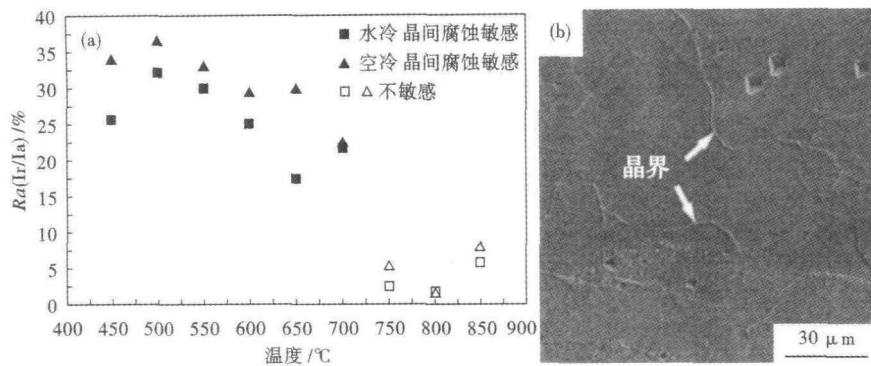 (a)
■ 水冷 晶间腐蚀敏感
▲ 空冷 晶间腐蚀敏感
□ △ 不敏感
Ra(Ir/Ia) /%
40
35
30
25
20
15
10
5
0
400 450 500 550 600 650 700 750 800 850 900
温度 /℃
(b)
晶界
30 μm